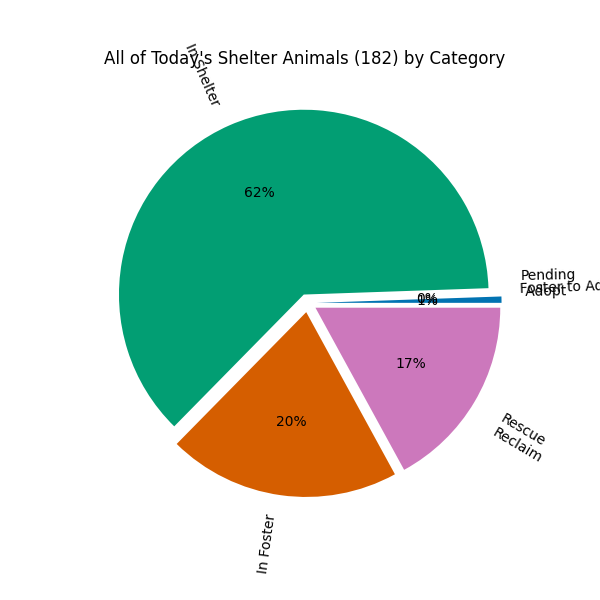 All of Today's Shelter Animals (182) by Category
In Shelter
62%
Pending
Foster to Ad
Adopt
0%
1%
17%
20%
Rescue
Reclaim
In Foster